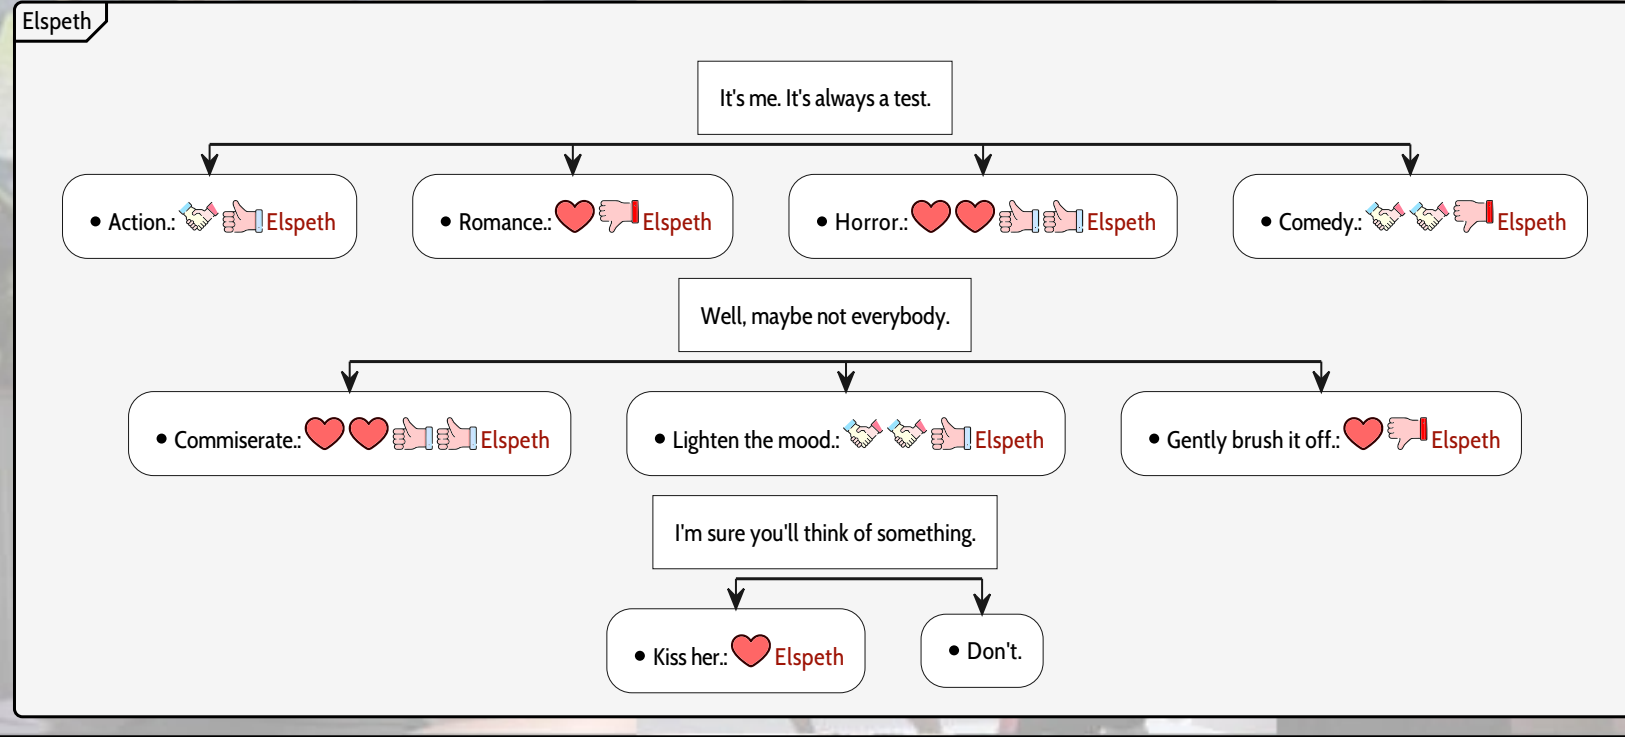 Elspeth
It's me. It's always a test.
• Action.: Elspeth
• Romance.: Elspeth
• Horror.: Elspeth
• Comedy.: Elspeth
Well, maybe not everybody.
• Commiserate.: Elspeth
• Lighten the mood.: Elspeth
• Gently brush it off.: Elspeth
I'm sure you'll think of something.
• Kiss her.: Elspeth
• Don't.